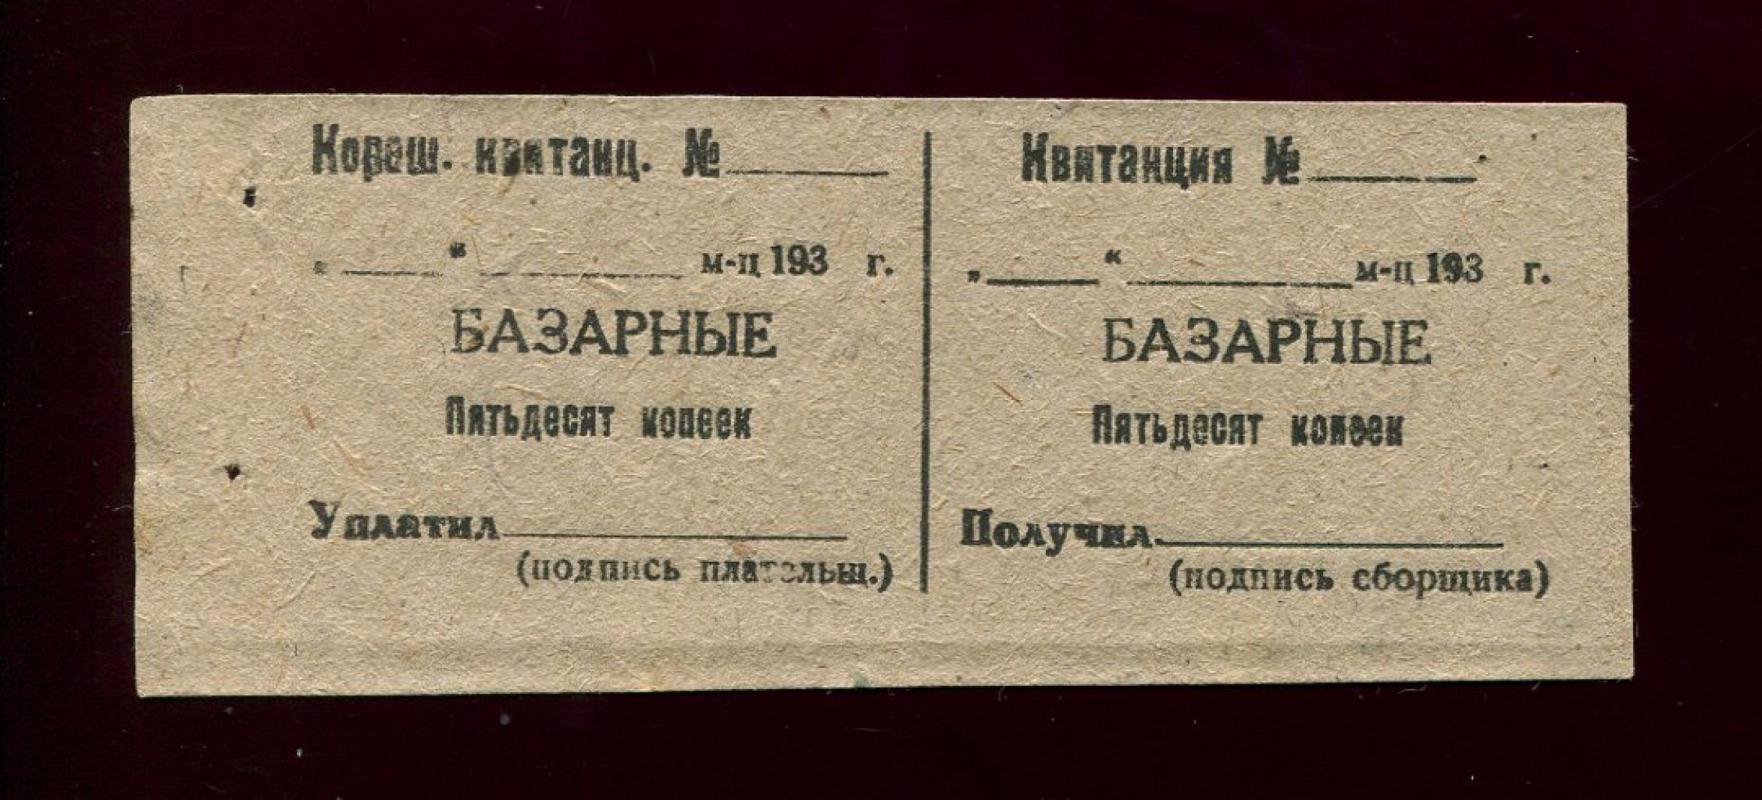 Кореш. квитанц. №
„ “ м-ц 193 г.
БАЗАРНЫЕ
Пятьдесят копеек
Уплатил
(подпись плательщ.)
Квитанция №
„ “ м-ц 193 г.
БАЗАРНЫЕ
Пятьдесят копеек
Получил
(подпись сборщика)